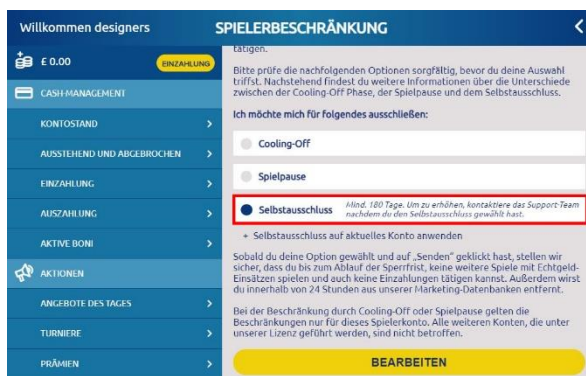 Willkommen designers
SPIELERBESCHRÄNKUNG
£ 0.00
EINZAHLUNG
CASH-MANAGEMENT
KONTOSTAND
AUSSTEHEND UND ABGEBROCHEN
EINZAHLUNG
AUSZAHLUNG
AKTIVE BONI
AKTIONEN
ANGEBOTE DES TAGES
TURNIERE
PRÄMIEN
tätigen.
Bitte prüfe die nachfolgenden Optionen sorgfältig, bevor du deine Auswahl
triffst. Nachstehend findest du weitere Informationen über die Unterschiede
zwischen der Cooling-Off Phase, der Spielpause und dem Selbstausschluss.
Ich möchte mich für folgendes ausschließen:
Cooling-Off
Spielpause
Selbstausschluss
Mind. 180 Tage. Um zu erhöhen, kontaktiere das Support-Team
nachdem du den Selbstausschluss gewählt hast.
+ Selbstausschluss auf aktuelles Konto anwenden
Sobald du deine Option gewählt und auf „Senden" geklickt hast, stellen wir
sicher, dass du bis zum Ablauf der Sperrfrist, keine weitere Spiele mit Echtgeld-
Einsätzen spielen und auch keine Einzahlungen tätigen kannst. Außerdem wirst
du innerhalb von 24 Stunden aus unserer Marketing-Datenbanken entfernt.
Bei der Beschränkung durch Cooling-Off oder Spielpause gelten die
Beschränkungen nur für dieses Spielerkonto. Alle weiteren Konten, die unter
unserer Lizenz geführt werden, sind nicht betroffen.
BEARBEITEN